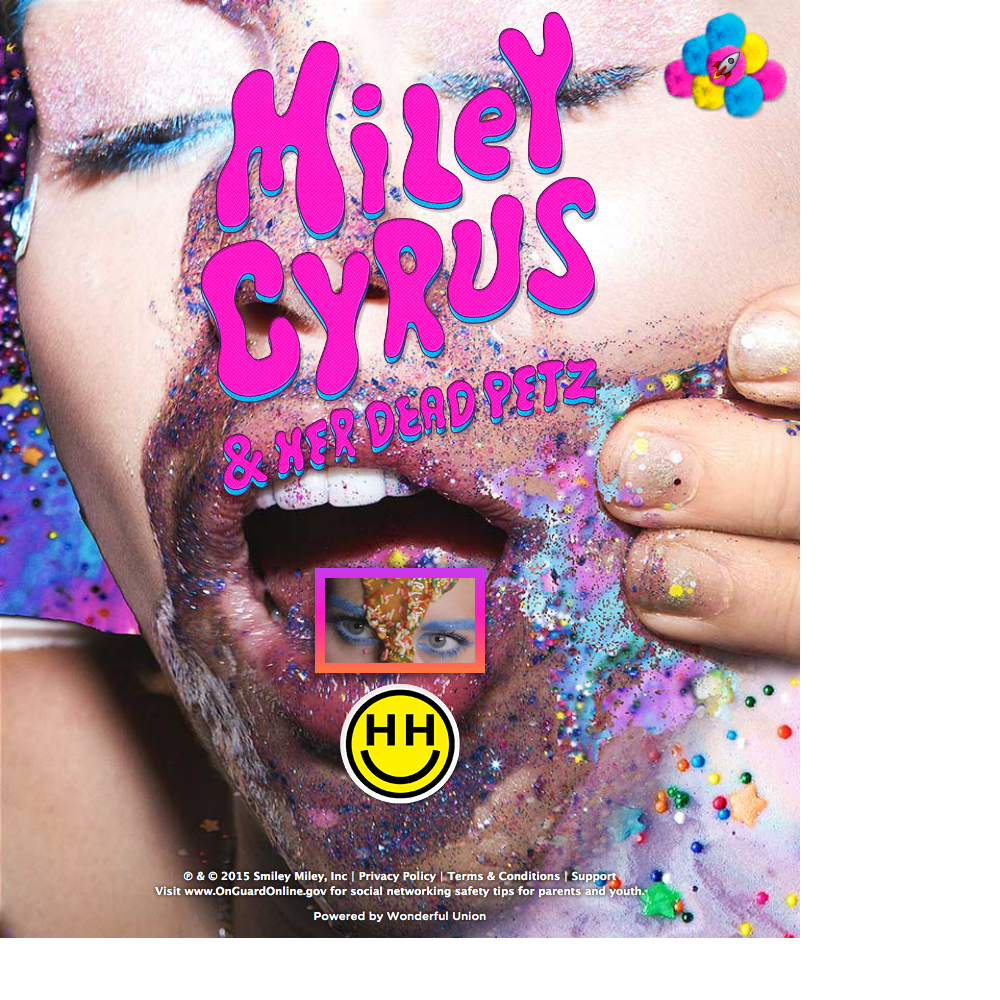 MiLeY
CYRUS
& HER DEAD PETZ
HH
℗ & © 2015 Smiley Miley, Inc | Privacy Policy | Terms & Conditions | Support
Visit www.OnGuardOnline.gov for social networking safety tips for parents and youth.
Powered by Wonderful Union